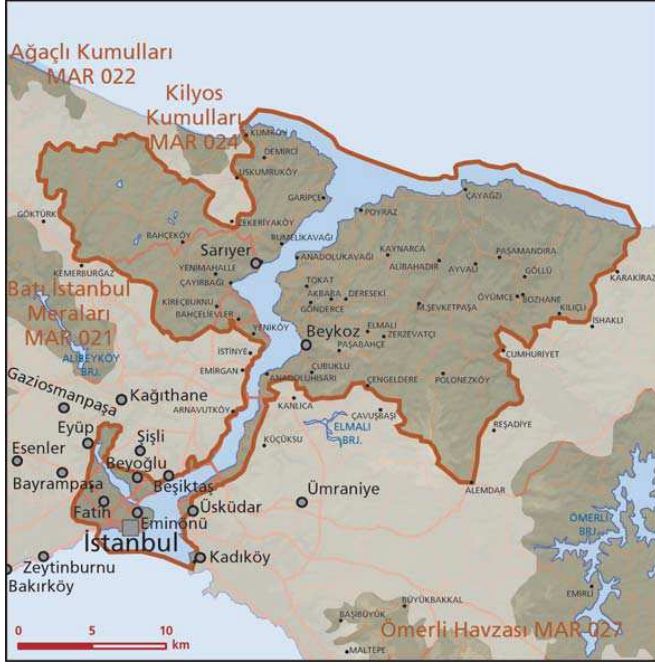 Ağaçlı Kumulları
MAR 022
Kilyos
Kumulları
MAR 024
KUMKÖY
DEMİRCİ
USKUMRUKÖY
GARİPÇE
ZEKERİYAKÖY
POYRAZ
ÇAYAĞZI
GÖKTÜRK
BAHÇEKÖY
RUMELİKAVAĞI
Sarıyer
ANADOLUKAVAĞI
KAYNARCA
ALİBAHADIR
AYVALI
PAŞAMANDIRA
KEMERBURGAZ
YENİMAHALLE
ÇAYIRBAĞI
TOKAT
GÖLLÜ
KARAKİRAZ
Batı İstanbul
Meraları
MAR 021
KİREÇBURNU
BAHÇELİEVLER
AKBABA
DERESEKİ
GÖNDERCE
M.ŞEVKETPAŞA
ÖYÜMCE
BOZHANE
KILIÇLI
İSHAKLI
YENİKÖY
Beykoz
ELMALI
ZERZEVATÇI
ALİBEYKÖY
BRJ.
İSTİNYE
PAŞABAHÇE
CUMHURİYET
EMİRGAN
ANADOLUHİSARI
ÇUBUKLU
ÇENGELDERE
POLONEZKÖY
Gaziosmanpaşa
Kağıthane
ARNAVUTKÖY
KANLICA
ÇAVUŞBAŞI
ELMALI
BRJ.
REŞADİYE
Eyüp
Şişli
KÜÇÜKSU
Esenler
Beyoğlu
Bayrampaşa
Beşiktaş
ALEMDAR
Fatih
Eminönü
Üsküdar
Ümraniye
ÖMERLİ
BRJ.
İstanbul
Kadıköy
Zeytinburnu
Bakırköy
EMİRLİ
BÜYÜKBAKKAL
BAŞIBÜYÜK
Ömerli Havzası MAR 027
MALTEPE
0 5 10
km